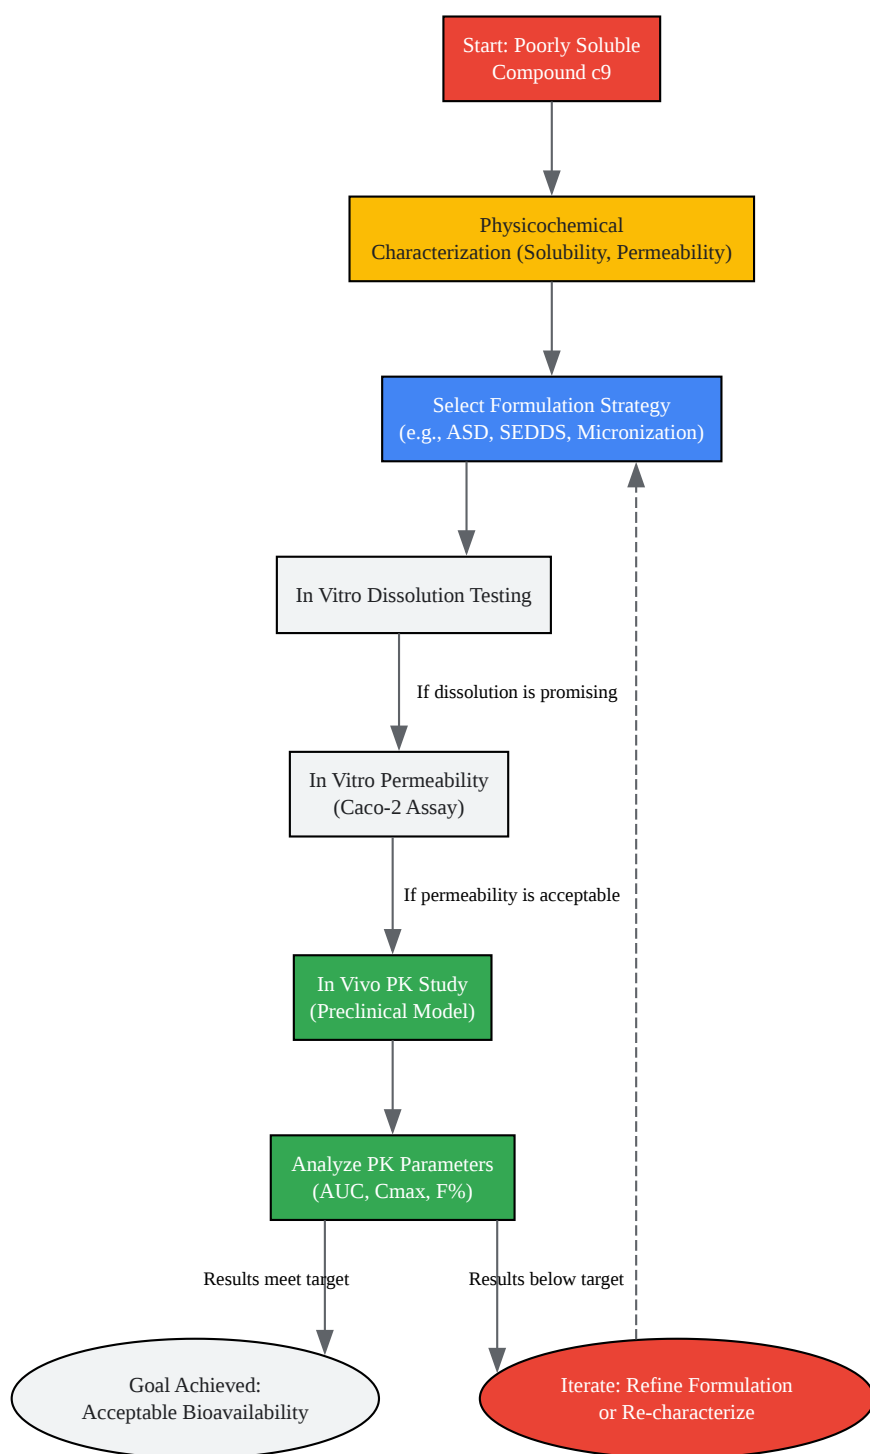 Start: Poorly Soluble
Compound c9
Physicochemical
Characterization (Solubility, Permeability)
Select Formulation Strategy
(e.g., ASD, SEDDS, Micronization)
In Vitro Dissolution Testing
If dissolution is promising
In Vitro Permeability
(Caco-2 Assay)
If permeability is acceptable
In Vivo PK Study
(Preclinical Model)
Analyze PK Parameters
(AUC, Cmax, F%)
Results meet target
Results below target
Goal Achieved:
Acceptable Bioavailability
Iterate: Refine Formulation
or Re-characterize